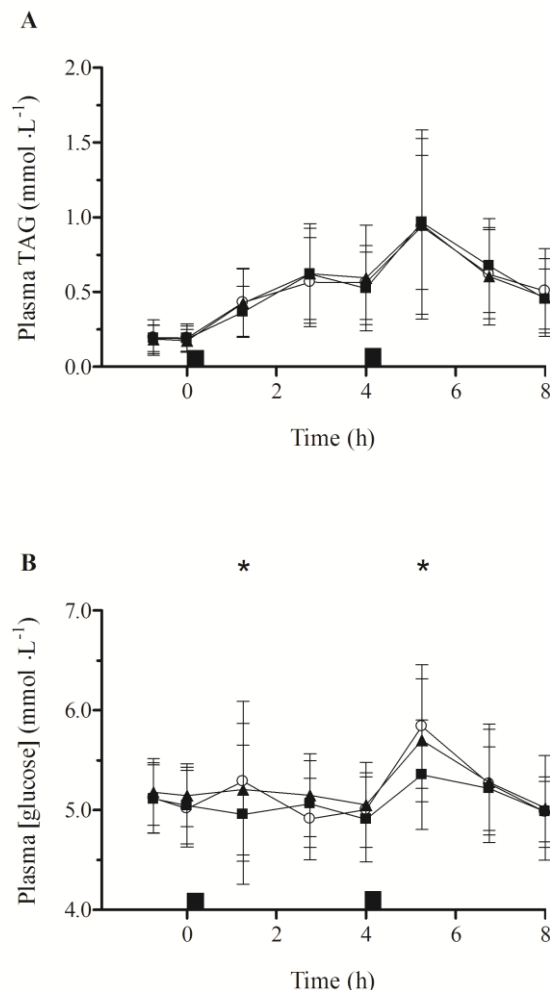 A
Plasma TAG (mmol ·L⁻¹)
2.0
1.5
1.0
0.5
0.0
0 2 4 6 8
Time (h)
B
* *
Plasma [glucose] (mmol ·L⁻¹)
7.0
6.0
5.0
4.0
0 2 4 6 8
Time (h)